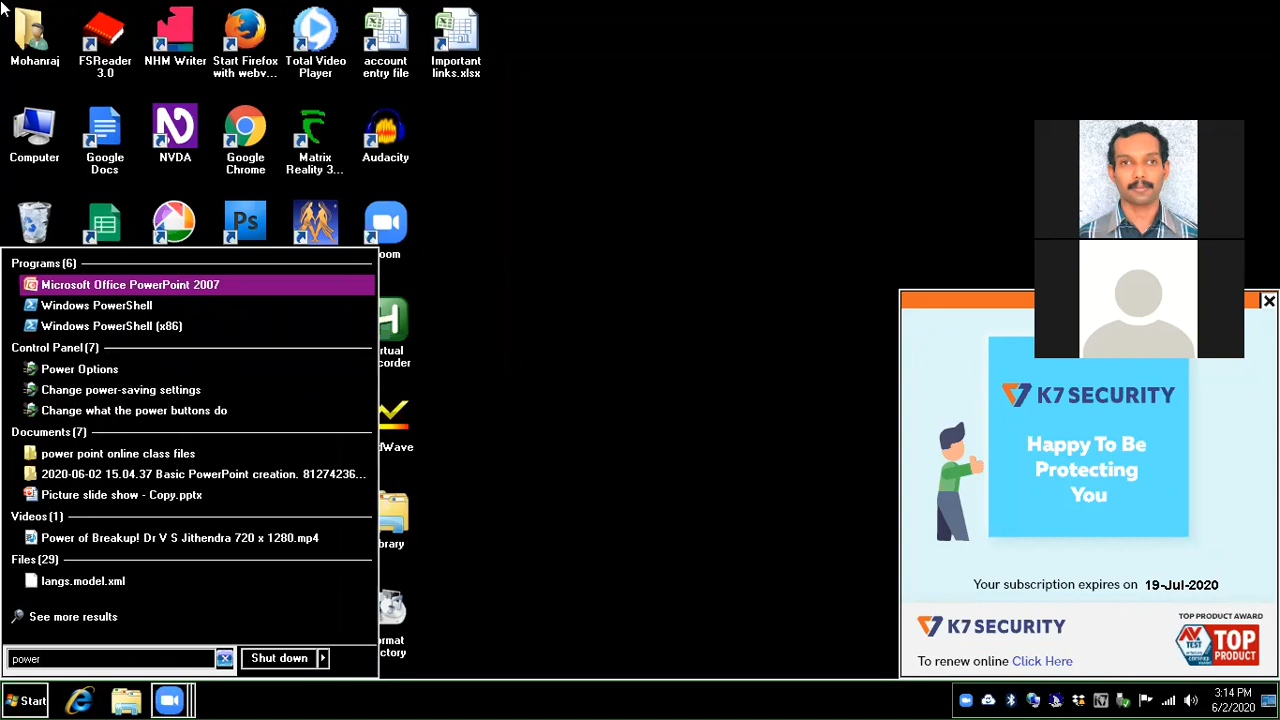 Mohanraj
FSReader
3.0
NHM Writer
Start Firefox
with webv...
Total Video
Player
account
entry file
Important
links.xlsx
Computer
Google
Docs
NVDA
Google
Chrome
Matrix
Reality 3...
Audacity
Ps
oom
Programs (6)
Microsoft Office PowerPoint 2007
Windows PowerShell
Windows PowerShell (x86)
Control Panel (7)
Power Options
Change power-saving settings
Change what the power buttons do
Documents (7)
power point online class files
2020-06-02 15.04.37 Basic PowerPoint creation. 81274236...
Picture slide show - Copy.pptx
Videos (1)
Power of Breakup! Dr V S Jithendra 720 x 1280.mp4
Files (29)
langs.model.xml
See more results
power
Shut down
H
irtual
corder
dWave
ibrary
ormat
ctory
K7 SECURITY
Happy To Be
Protecting
You
Your subscription expires on 19-Jul-2020
K7 SECURITY
To renew online Click Here
TOP PRODUCT AWARD
AV
TEST
TOP
PRODUCT
Start
3:14 PM
6/2/2020